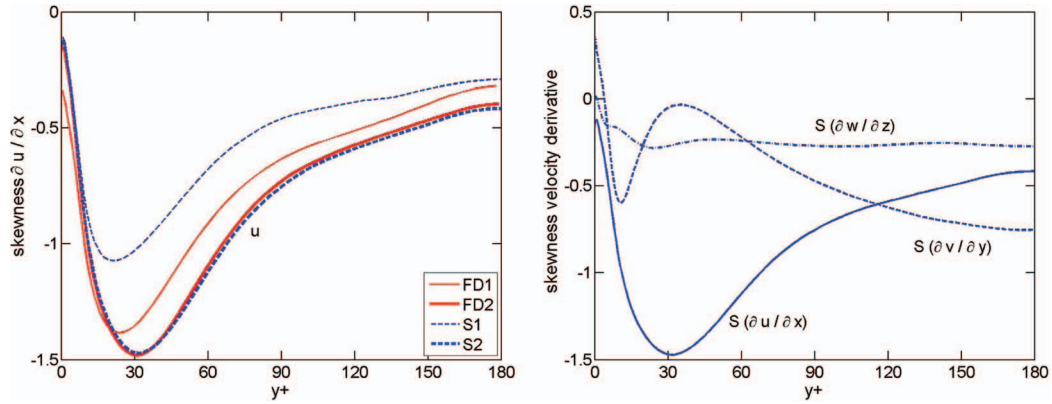 skewness ∂ u / ∂ x
0
-0.5
-1
-1.5
0 30 60 90 120 150 180
y+
u
FD1
FD2
S1
S2
skewness velocity derivative
0.5
0
-0.5
-1
-1.5
0 30 60 90 120 150 180
y+
S (∂ w / ∂ z)
S (∂ v / ∂ y)
S (∂ u / ∂ x)